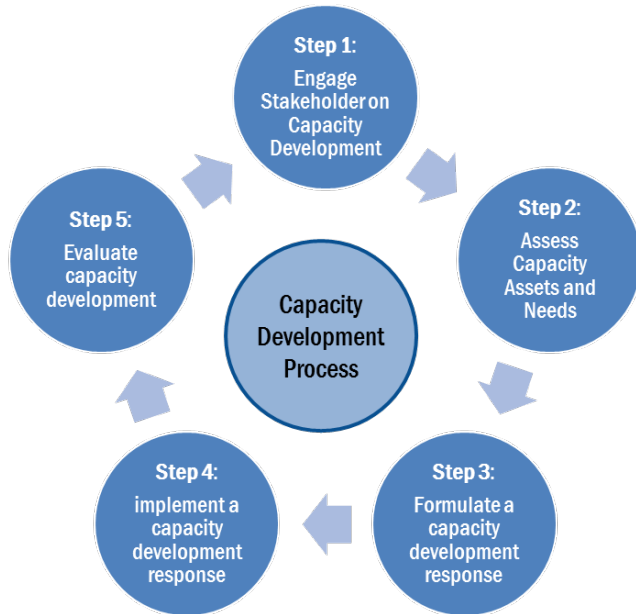 Step 1:
Engage
Stakeholder on
Capacity
Development
Step 2:
Assess
Capacity
Assets and
Needs
Step 3:
Formulate a
capacity
development
response
Step 4:
implement a
capacity
development
response
Step 5:
Evaluate
capacity
development
Capacity
Development
Process